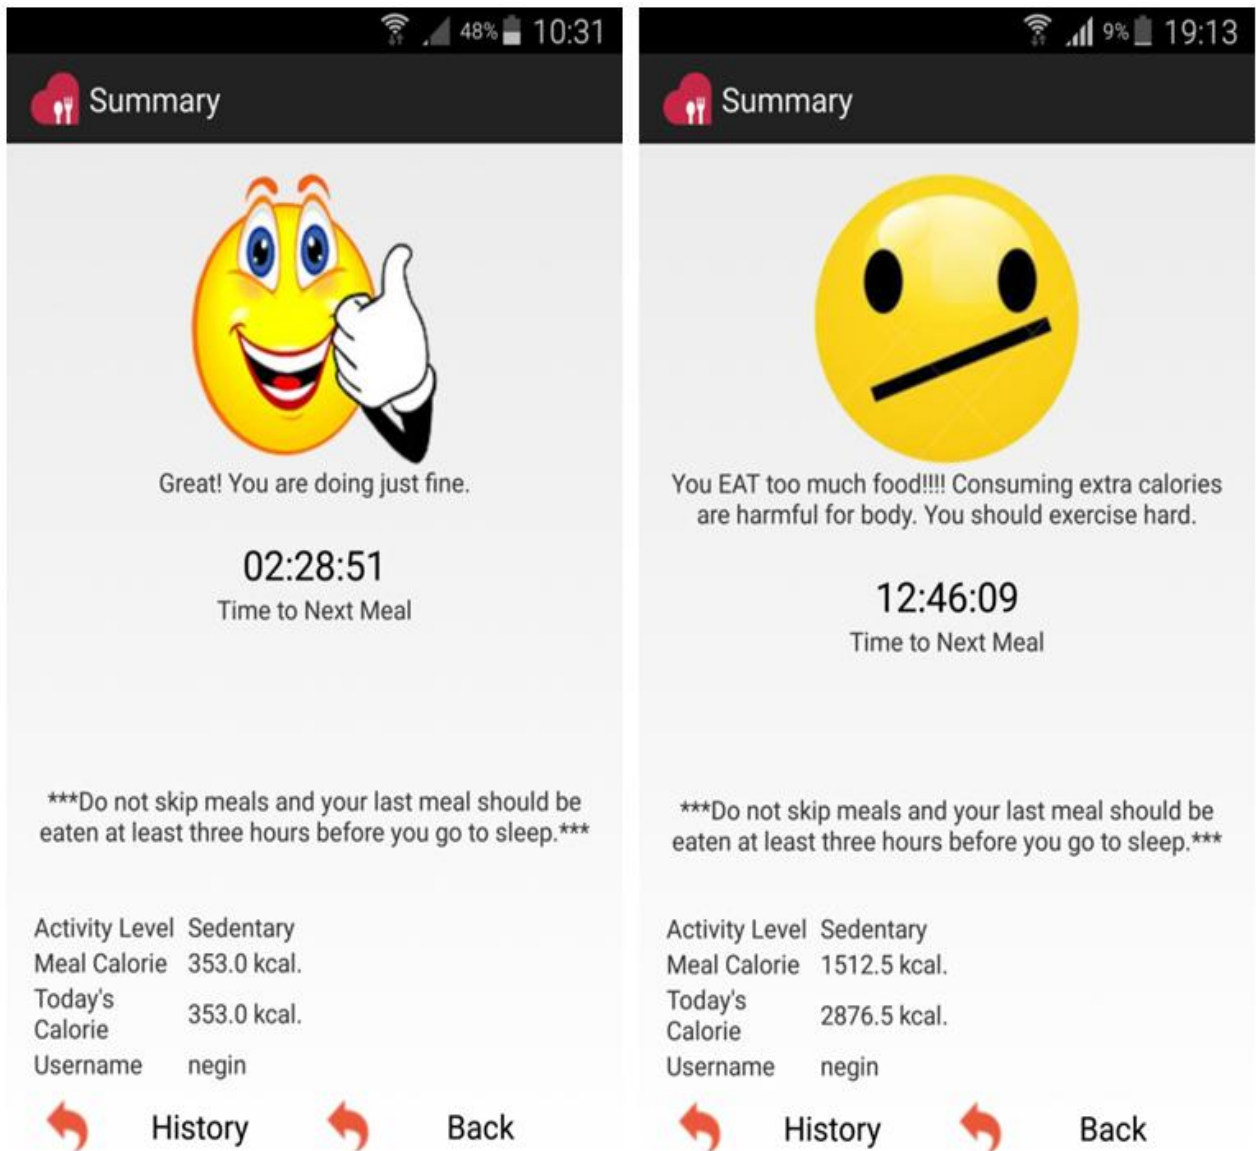 48% 10:31
Summary
Great! You are doing just fine.
02:28:51
Time to Next Meal
***Do not skip meals and your last meal should be
eaten at least three hours before you go to sleep.***
Activity Level Sedentary
Meal Calorie 353.0 kcal.
Today's
Calorie 353.0 kcal.
Username negin
History Back
9% 19:13
Summary
You EAT too much food!!!! Consuming extra calories
are harmful for body. You should exercise hard.
12:46:09
Time to Next Meal
***Do not skip meals and your last meal should be
eaten at least three hours before you go to sleep.***
Activity Level Sedentary
Meal Calorie 1512.5 kcal.
Today's
Calorie 2876.5 kcal.
Username negin
History Back